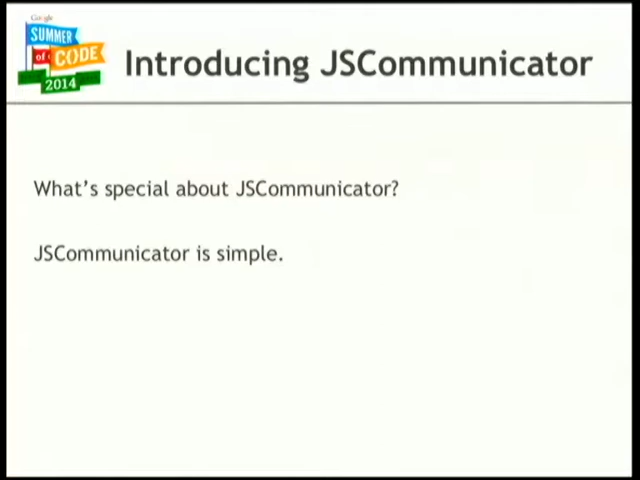 Google
SUMMER
of CODE
2014
Introducing JSCommunicator
What's special about JSCommunicator?
JSCommunicator is simple.